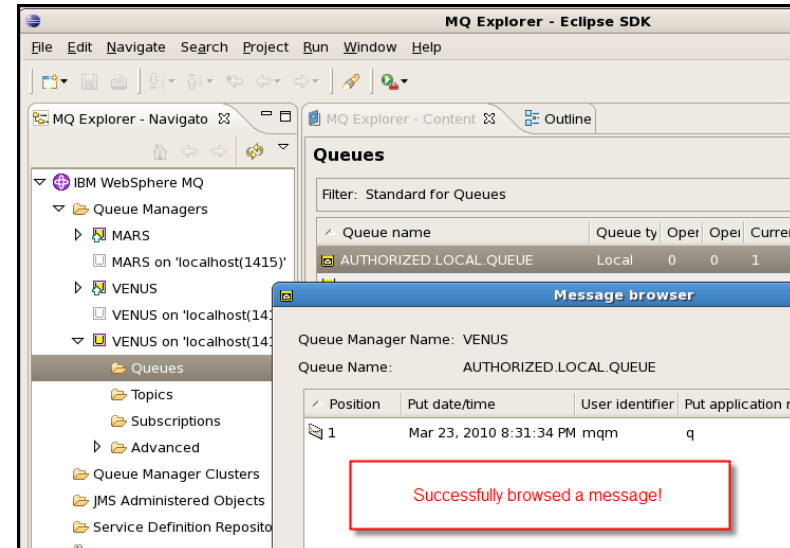 MQ Explorer - Eclipse SDK
File Edit Navigate Search Project Run Window Help
MQ Explorer - Navigato
MQ Explorer - Content Outline
Queues
IBM WebSphere MQ
Filter: Standard for Queues
Queue Managers
Queue name Queue ty Oper Opei Currer
MARS
AUTHORIZED.LOCAL.QUEUE Local 0 0 1
MARS on 'localhost(1415)'
VENUS
Message browser
VENUS on 'localhost(141
Queue Manager Name: VENUS
VENUS on 'localhost(141
Queues
Queue Name: AUTHORIZED.LOCAL.QUEUE
Topics
Position Put date/time User identifier Put application
Subscriptions
1 Mar 23, 2010 8:31:34 PM mqm q
Advanced
Queue Manager Clusters
Successfully browsed a message!
JMS Administered Objects
Service Definition Reposito